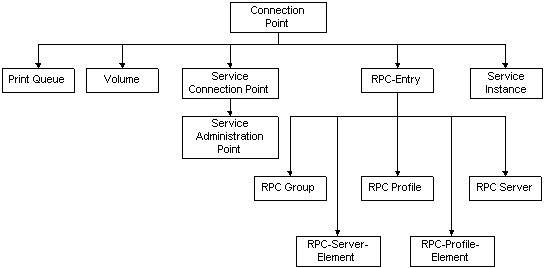 Connection
Point
Print Queue
Volume
Service
Connection Point
RPC-Entry
Service
Instance
Service
Administration
Point
RPC Group
RPC Profile
RPC Server
RPC-Server-
Element
RPC-Profile-
Element